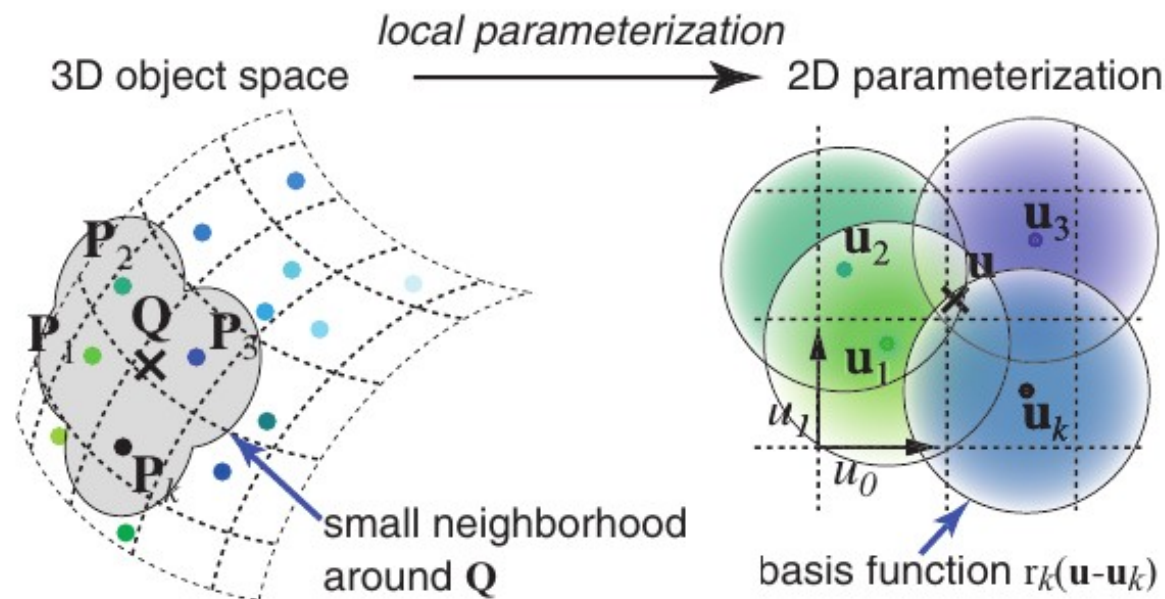 local parameterization
3D object space
2D parameterization
P2
Q
P1
P3
Pk
small neighborhood
around Q
u3
u2
u
u1
uk
u1
u0
basis function rk(u-uk)